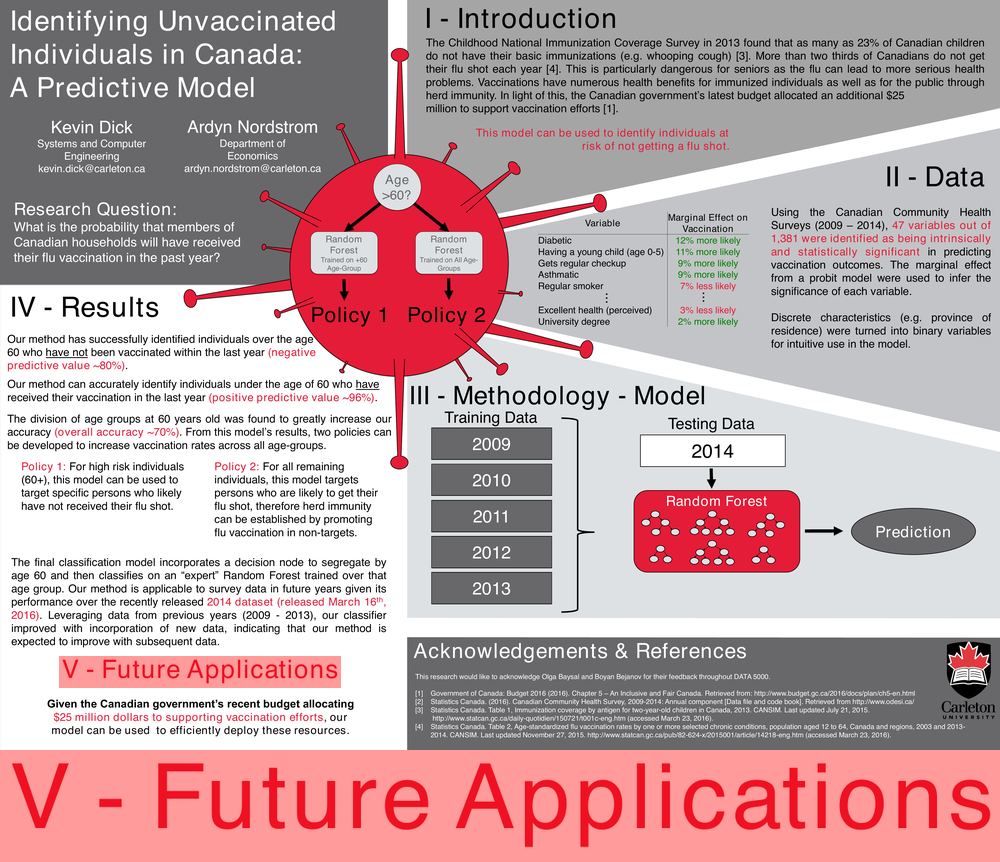 Identifying Unvaccinated
Individuals in Canada:
A Predictive Model
Kevin Dick
Systems and Computer
Engineering
kevin.dick@carleton.ca
Ardyn Nordstrom
Department of
Economics
ardyn.nordstrom@carleton.ca
Research Question:
What is the probability that members of
Canadian households will have received
their flu vaccination in the past year?
I - Introduction
The Childhood National Immunization Coverage Survey in 2013 found that as many as 23% of Canadian children
do not have their basic immunizations (e.g. whooping cough) [3]. More than two thirds of Canadians do not get
their flu shot each year [4]. This is particularly dangerous for seniors as the flu can lead to more serious health
problems. Vaccinations have numerous health benefits for immunized individuals as well as for the public through
herd immunity. In light of this, the Canadian government's latest budget allocated an additional $25
million to support vaccination efforts [1].
This model can be used to identify individuals at
risk of not getting a flu shot.
Age
>60?
Random
Forest
Trained on +60
Age-Group
Random
Forest
Trained on All Age-
Groups
Policy 1
Policy 2
II - Data
Variable
Marginal Effect on
Vaccination
Diabetic 12% more likely
Having a young child (age 0-5) 11% more likely
Gets regular checkup 9% more likely
Asthmatic 9% more likely
Regular smoker 7% less likely
Excellent health (perceived) 3% less likely
University degree 2% more likely
Using the Canadian Community Health
Surveys (2009 – 2014), 47 variables out of
1,381 were identified as being intrinsically
and statistically significant in predicting
vaccination outcomes. The marginal effect
from a probit model were used to infer the
significance of each variable.
Discrete characteristics (e.g. province of
residence) were turned into binary variables
for intuitive use in the model.
III - Methodology - Model
Training Data
2009
2010
2011
2012
2013
Testing Data
2014
Random Forest
Prediction
IV - Results
Our method has successfully identified individuals over the age
60 who have not been vaccinated within the last year (negative
predictive value ~80%).
Our method can accurately identify individuals under the age of 60 who have
received their vaccination in the last year (positive predictive value ~96%).
The division of age groups at 60 years old was found to greatly increase our
accuracy (overall accuracy ~70%). From this model's results, two policies can
be developed to increase vaccination rates across all age-groups.
Policy 1: For high risk individuals
(60+), this model can be used to
target specific persons who likely
have not received their flu shot.
Policy 2: For all remaining
individuals, this model targets
persons who are likely to get their
flu shot, therefore herd immunity
can be established by promoting
flu vaccination in non-targets.
The final classification model incorporates a decision node to segregate by
age 60 and then classifies on an "expert" Random Forest trained over that
age group. Our method is applicable to survey data in future years given its
performance over the recently released 2014 dataset (released March 16th,
2016). Leveraging data from previous years (2009 - 2013), our classifier
improved with incorporation of new data, indicating that our method is
expected to improve with subsequent data.
V - Future Applications
Given the Canadian government's recent budget allocating
$25 million dollars to supporting vaccination efforts, our
model can be used to efficiently deploy these resources.
Acknowledgements & References
This research would like to acknowledge Olga Baysal and Boyan Bejanov for their feedback throughout DATA 5000.
[1] Government of Canada: Budget 2016 (2016). Chapter 5 – An Inclusive and Fair Canada. Retrieved from: http://www.budget.gc.ca/2016/docs/plan/ch5-en.html
[2] Statistics Canada. (2016). Canadian Community Health Survey, 2009-2014: Annual component [Data file and code book]. Retrieved from http://www.odesi.ca/
[3] Statistics Canada. Table 1, Immunization coverage by antigen for two-year-old children in Canada, 2013. CANSIM. Last updated July 21, 2015.
http://www.statcan.gc.ca/daily-quotidien/150721/t001c-eng.htm (accessed March 23, 2016).
[4] Statistics Canada. Table 2, Age-standardized flu vaccination rates by one or more selected chronic conditions, population aged 12 to 64, Canada and regions, 2003 and 2013-
2014. CANSIM. Last updated November 27, 2015. http://www.statcan.gc.ca/pub/82-624-x/2015001/article/14218-eng.htm (accessed March 23, 2016).
Carleton
UNIVERSITY
V - Future Applications